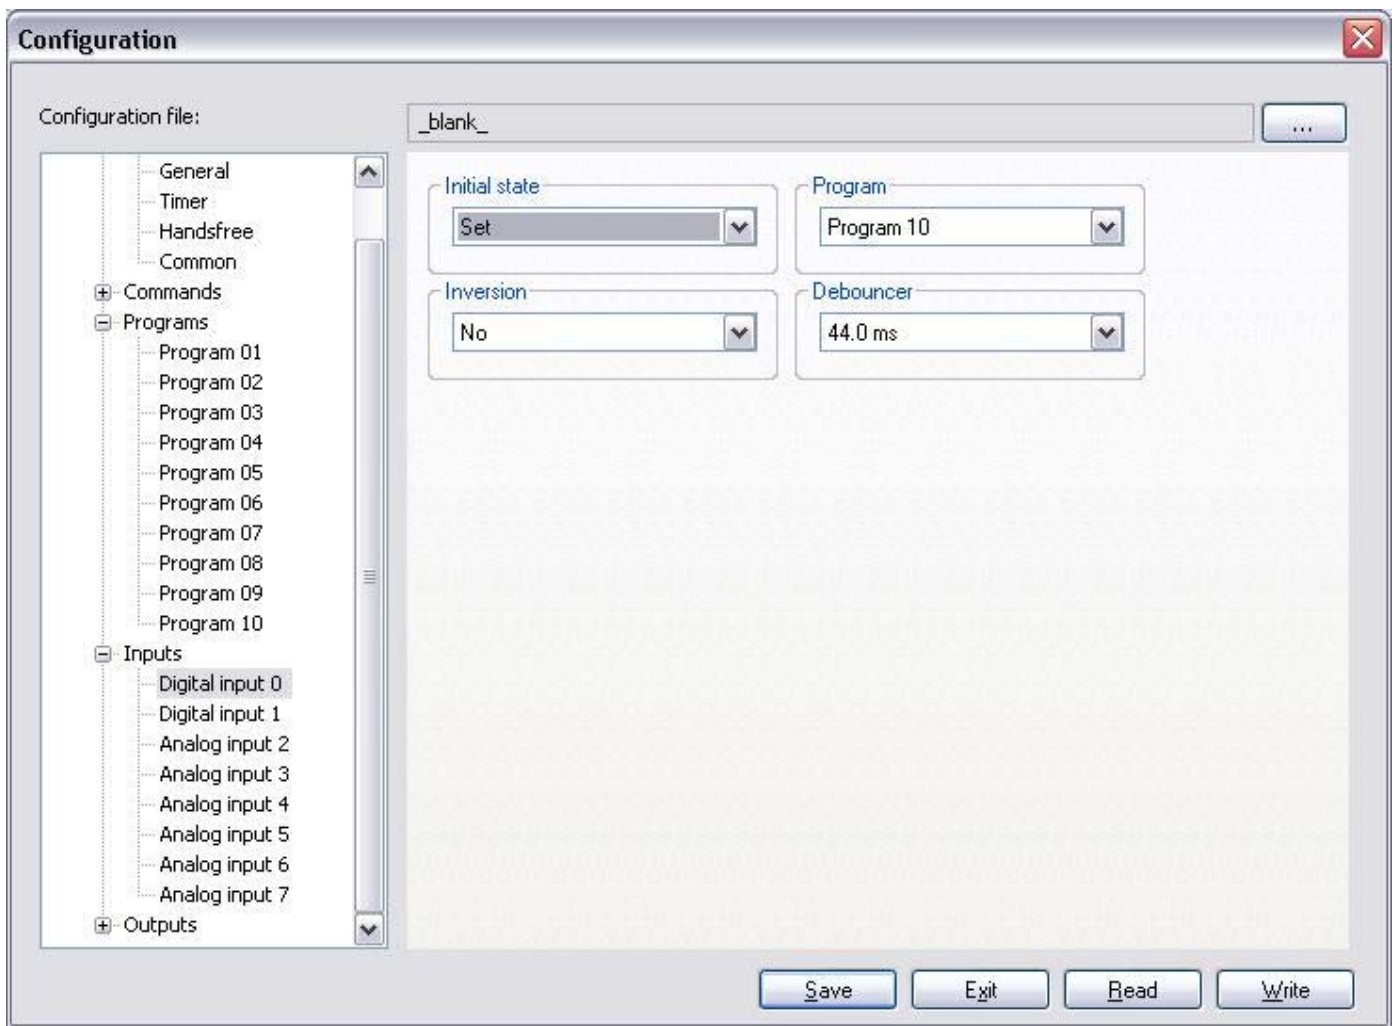 Configuration
Configuration file:
_blank_
...
General
Timer
Handsfree
Common
Commands
Programs
Program 01
Program 02
Program 03
Program 04
Program 05
Program 06
Program 07
Program 08
Program 09
Program 10
Inputs
Digital input 0
Digital input 1
Analog input 2
Analog input 3
Analog input 4
Analog input 5
Analog input 6
Analog input 7
Outputs
Initial state
Set
Program
Program 10
Inversion
No
Debouncer
44.0 ms
Save
Exit
Read
Write